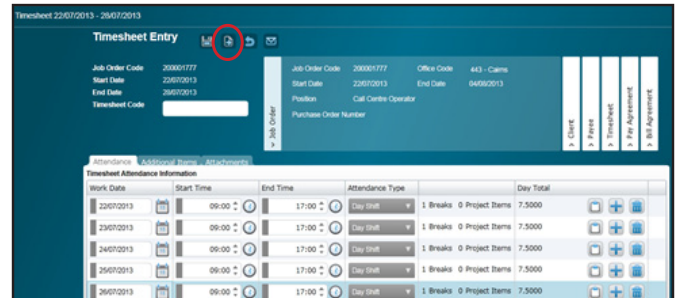 Timesheet 22/07/2013 - 28/07/2013
Timesheet Entry
Job Order Code 200001777
Start Date 22/07/2013
End Date 28/07/2013
Timesheet Code
> Job Order
Job Order Code 200001777 Office Code 443 - Cairns
Start Date 22/07/2013 End Date 04/08/2013
Position Call Centre Operator
Purchase Order Number
> Client
> Payee
> Timesheet
> Pay Agreement
> Bill Agreement
Attendance Additional Items Attachments
Timesheet Attendance Information
Work Date Start Time End Time Attendance Type Day Total
22/07/2013 09:00 17:00 Day Shift 1 Breaks 0 Project Items 7.5000
23/07/2013 09:00 17:00 Day Shift 1 Breaks 0 Project Items 7.5000
24/07/2013 09:00 17:00 Day Shift 1 Breaks 0 Project Items 7.5000
25/07/2013 09:00 17:00 Day Shift 1 Breaks 0 Project Items 7.5000
26/07/2013 09:00 17:00 Day Shift 1 Breaks 0 Project Items 7.5000